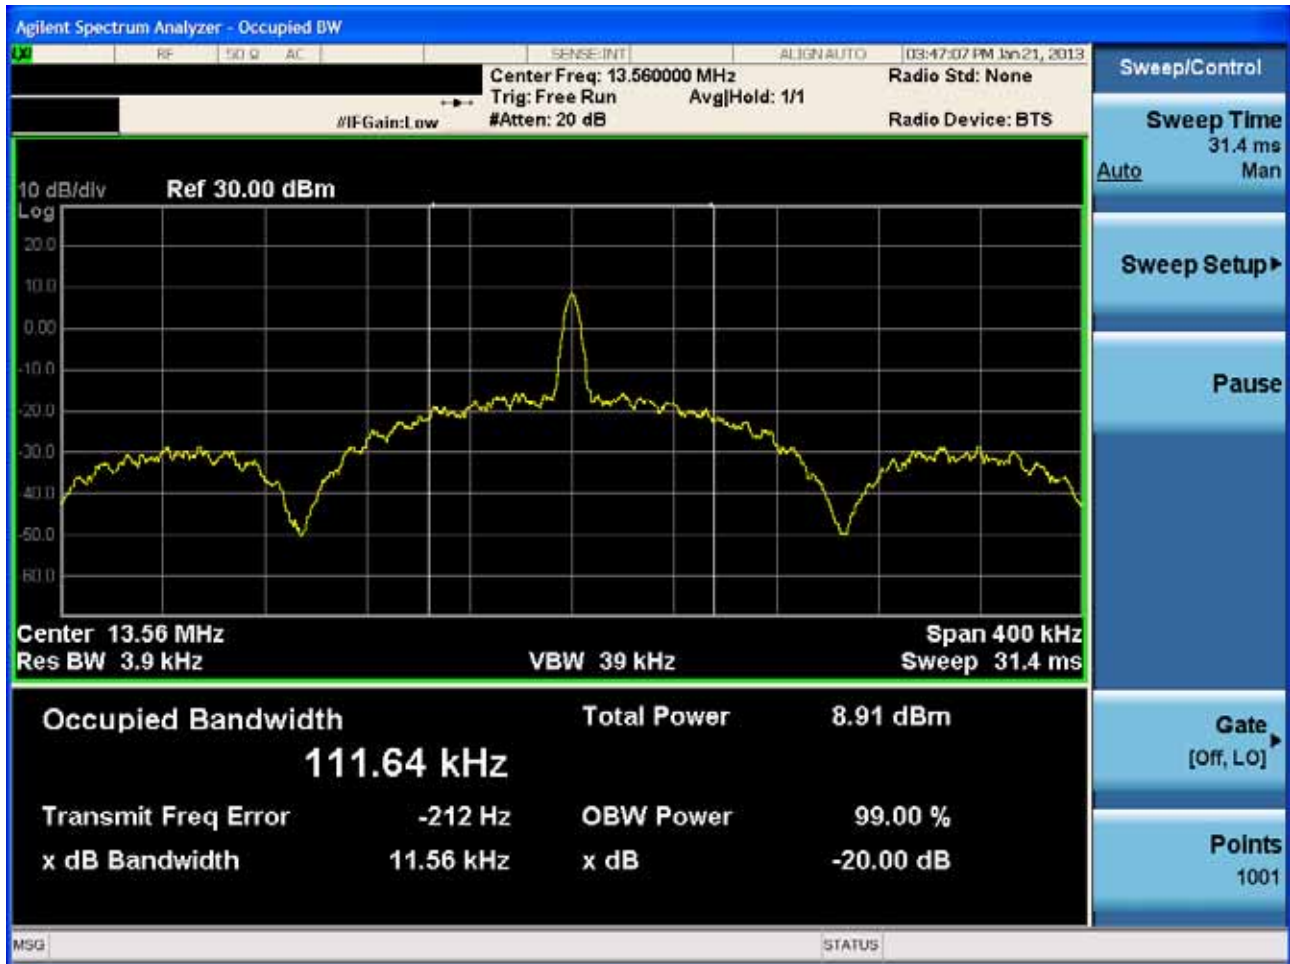 Agilent Spectrum Analyzer - Occupied BW
LXI RF 50 Ω AC SENSE:INT ALIGN AUTO 03:47:07 PM Jan 21, 2013
Center Freq: 13.560000 MHz Radio Std: None
Trig: Free Run Avg|Hold: 1/1
#IFGain:Low #Atten: 20 dB Radio Device: BTS
10 dB/div Ref 30.00 dBm
Log
20.0
10.0
0.00
-10.0
-20.0
-30.0
-40.0
-50.0
-60.0
Center 13.56 MHz Span 400 kHz
Res BW 3.9 kHz VBW 39 kHz Sweep 31.4 ms
Occupied Bandwidth Total Power 8.91 dBm
111.64 kHz
Transmit Freq Error -212 Hz OBW Power 99.00 %
x dB Bandwidth 11.56 kHz x dB -20.00 dB
MSG STATUS
Sweep/Control
Sweep Time
31.4 ms
Auto Man
Sweep Setup
Pause
Gate
[Off, LO]
Points
1001